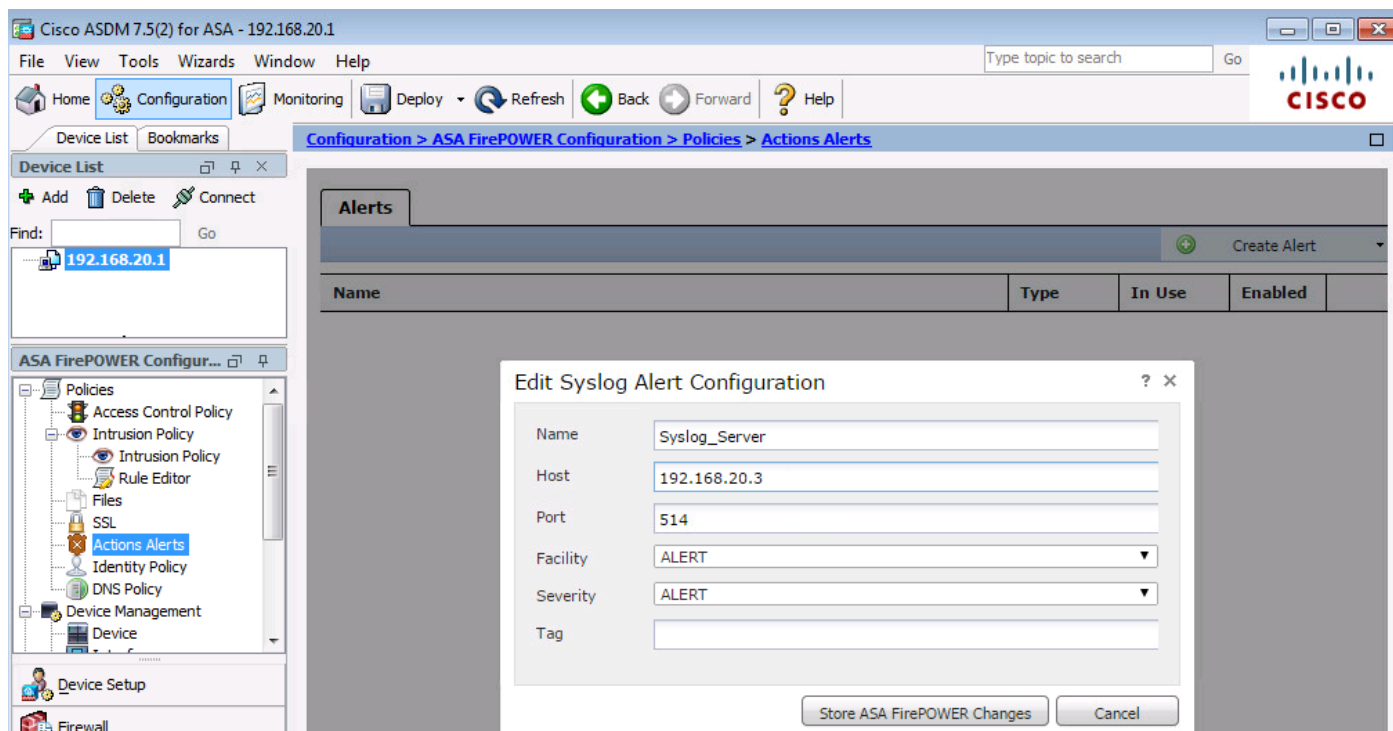 Cisco ASDM 7.5(2) for ASA - 192.168.20.1
File View Tools Wizards Window Help
Type topic to search Go
Home Configuration Monitoring Deploy Refresh Back Forward Help
CISCO
Device List Bookmarks
Configuration > ASA FirePOWER Configuration > Policies > Actions Alerts
Device List
Add Delete Connect
Find: Go
192.168.20.1
Alerts
Create Alert
Name Type In Use Enabled
ASA FirePOWER Configur...
Policies
Access Control Policy
Intrusion Policy
Intrusion Policy
Rule Editor
Files
SSL
Actions Alerts
Identity Policy
DNS Policy
Device Management
Device
Device Setup
Firewall
Edit Syslog Alert Configuration ?
Name Syslog_Server
Host 192.168.20.3
Port 514
Facility ALERT
Severity ALERT
Tag
Store ASA FirePOWER Changes Cancel